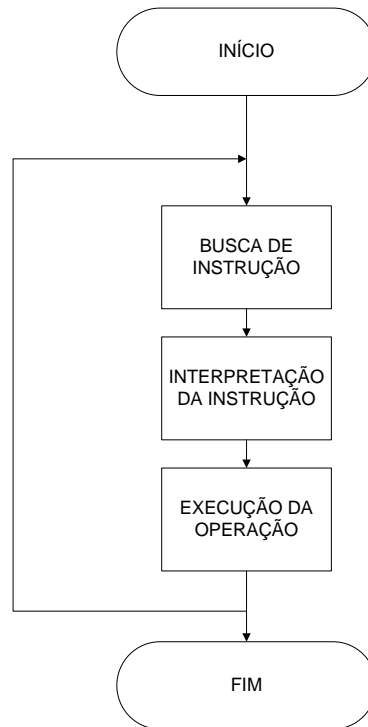 INÍCIO
BUSCA DE
INSTRUÇÃO
INTERPRETAÇÃO
DA INSTRUÇÃO
EXECUÇÃO DA
OPERAÇÃO
FIM